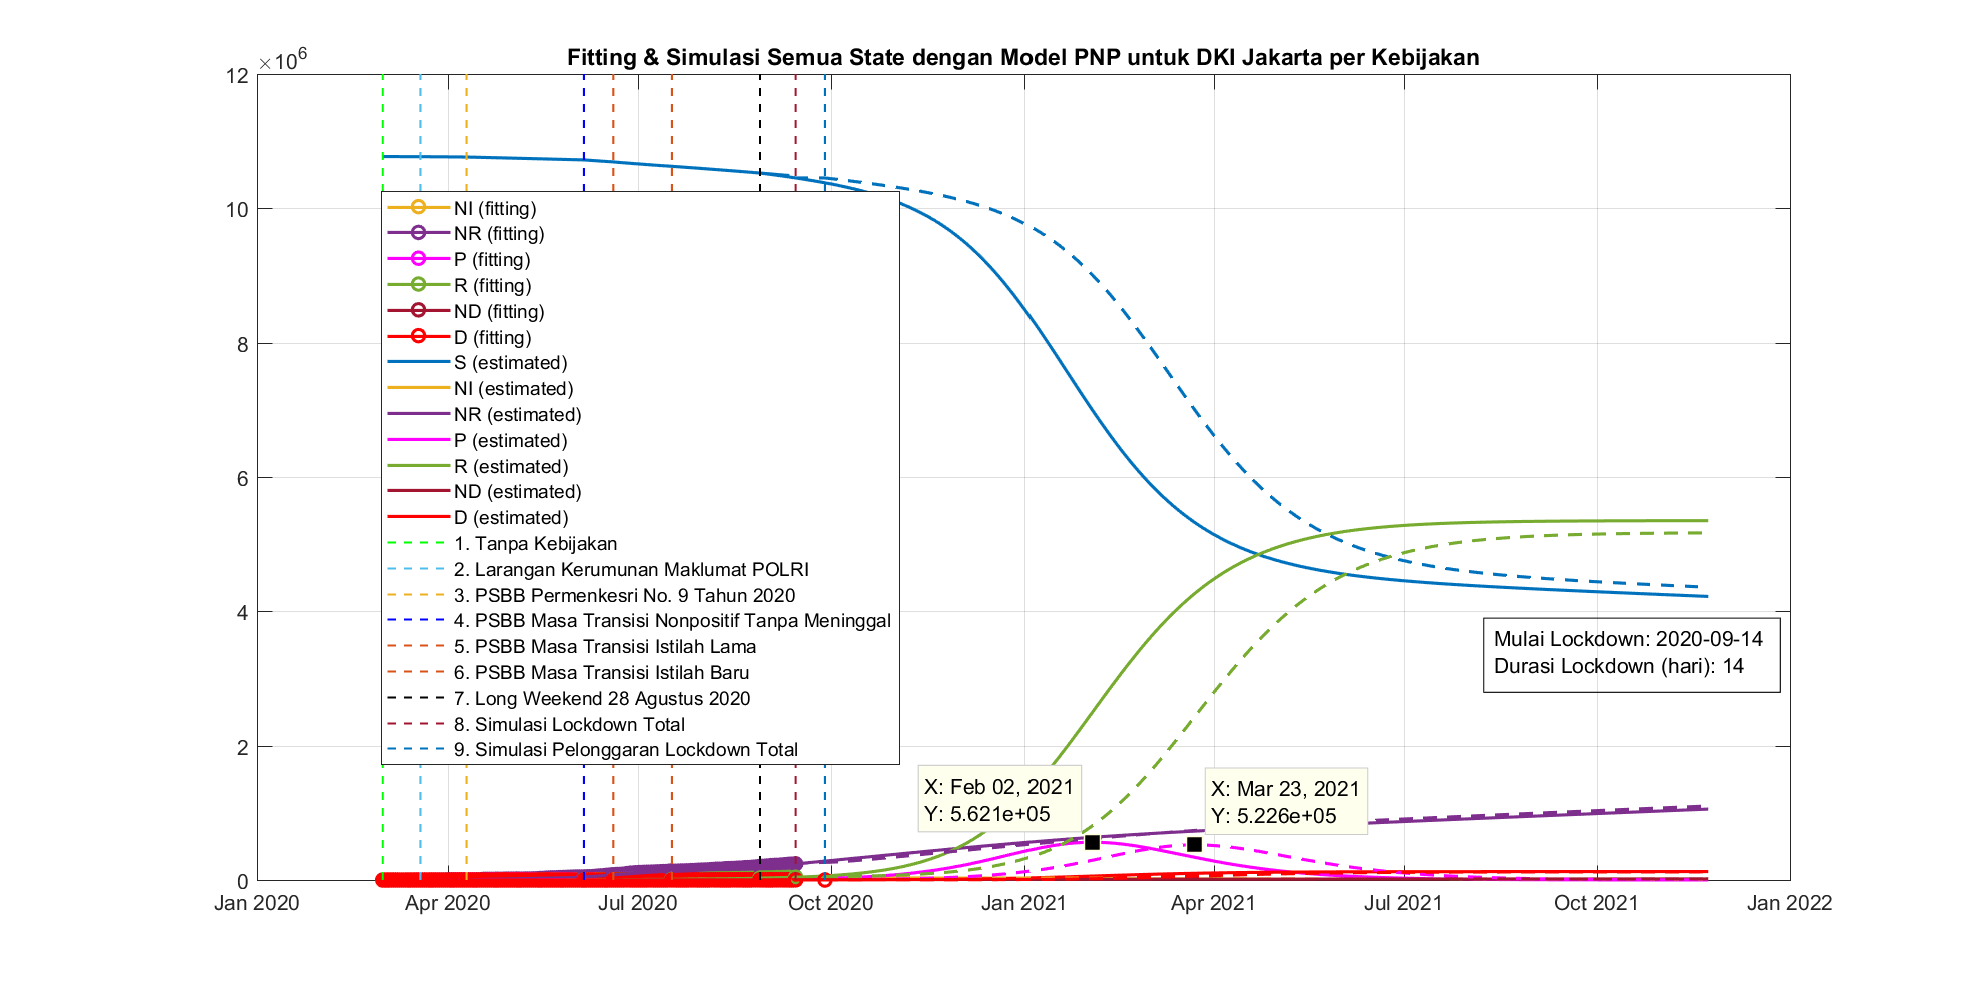 Fitting & Simulasi Semua State dengan Model PNP untuk DKI Jakarta per Kebijakan
×10^6
12
10
8
6
4
2
0
NI (fitting)
NR (fitting)
P (fitting)
R (fitting)
ND (fitting)
D (fitting)
S (estimated)
NI (estimated)
NR (estimated)
P (estimated)
R (estimated)
ND (estimated)
D (estimated)
1. Tanpa Kebijakan
2. Larangan Kerumunan Maklumat POLRI
3. PSBB Permenkesri No. 9 Tahun 2020
4. PSBB Masa Transisi Nonpositif Tanpa Meninggal
5. PSBB Masa Transisi Istilah Lama
6. PSBB Masa Transisi Istilah Baru
7. Long Weekend 28 Agustus 2020
8. Simulasi Lockdown Total
9. Simulasi Pelonggaran Lockdown Total
Mulai Lockdown: 2020-09-14
Durasi Lockdown (hari): 14
X: Feb 02, 2021
Y: 5.621e+05
X: Mar 23, 2021
Y: 5.226e+05
Jan 2020 Apr 2020 Jul 2020 Oct 2020 Jan 2021 Apr 2021 Jul 2021 Oct 2021 Jan 2022